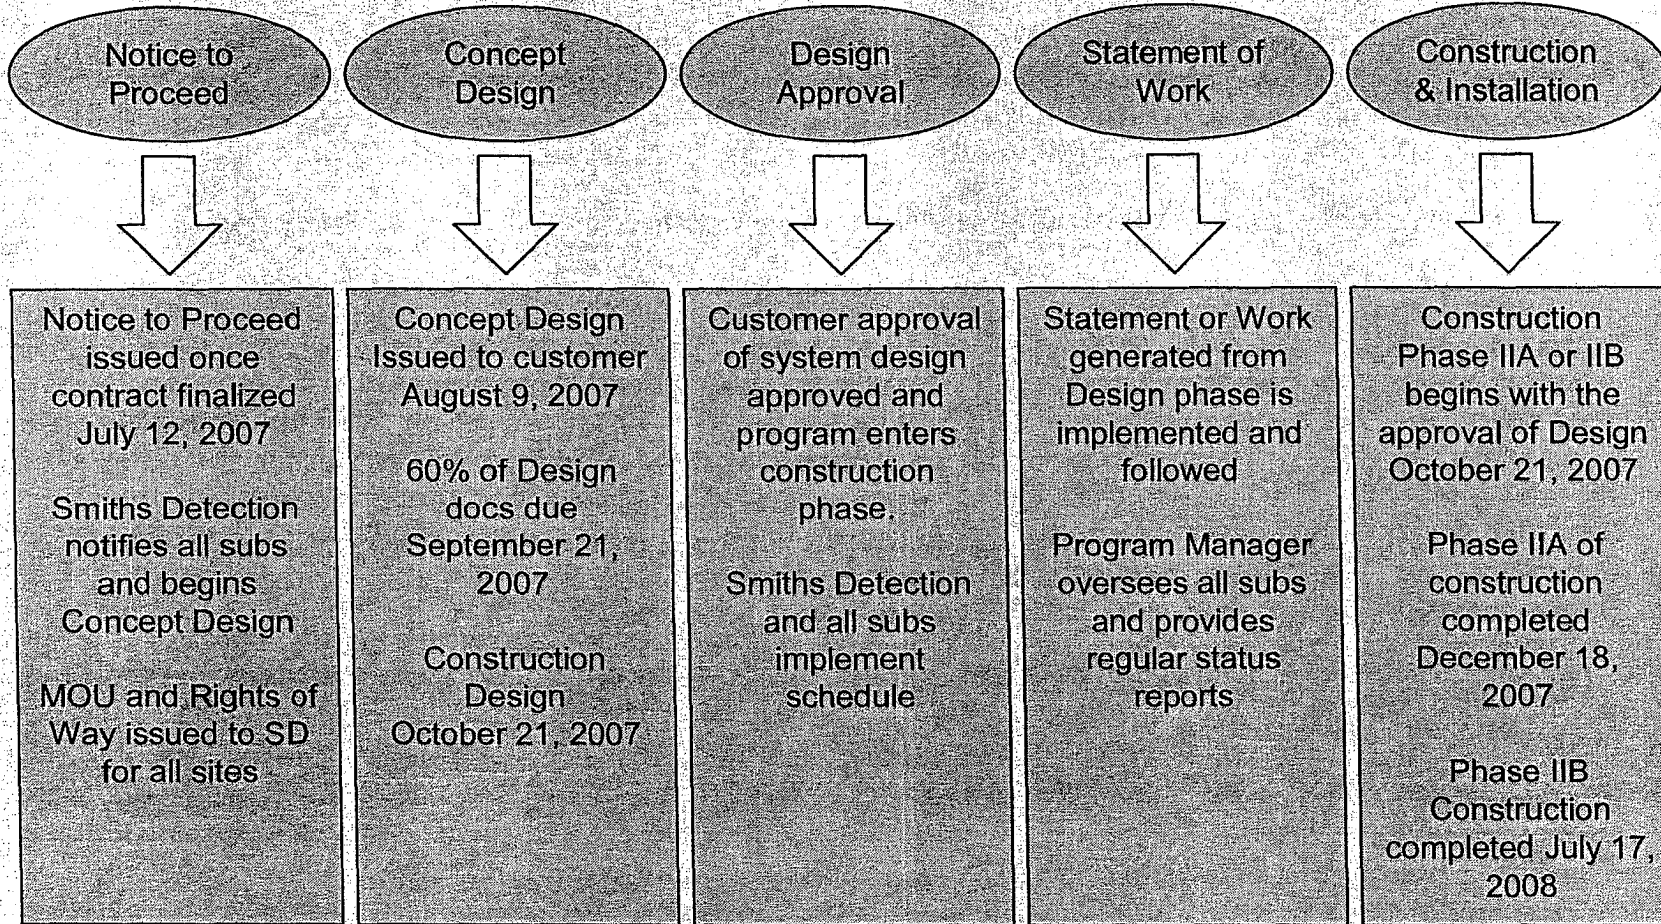 Notice to
Proceed
Concept
Design
Design
Approval
Statement of
Work
Construction
& Installation
Notice to Proceed
issued once
contract finalized
July 12, 2007
Smiths Detection
notifies all subs
and begins
Concept Design
MOU and Rights of
Way issued to SD
for all sites
Concept Design
Issued to customer
August 9, 2007
60% of Design
docs due
September 21,
2007
Construction
Design
October 21, 2007
Customer approval
of system design
approved and
program enters
construction
phase.
Smiths Detection
and all subs
implement
schedule
Statement or Work
generated from
Design phase is
implemented and
followed
Program Manager
oversees all subs
and provides
regular status
reports
Construction
Phase IIA or IIB
begins with the
approval of Design
October 21, 2007
Phase IIA of
construction
completed
December 18,
2007
Phase IIB
Construction
completed July 17,
2008